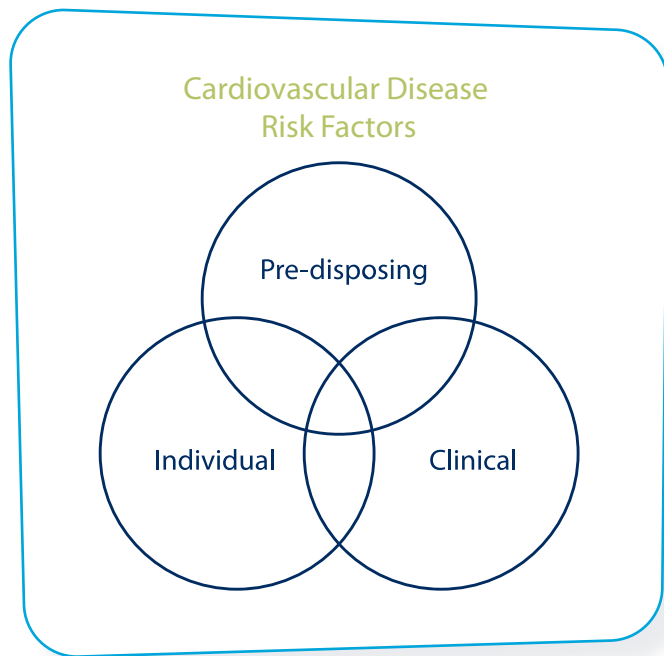 Cardiovascular Disease
Risk Factors
Pre-disposing
Individual
Clinical